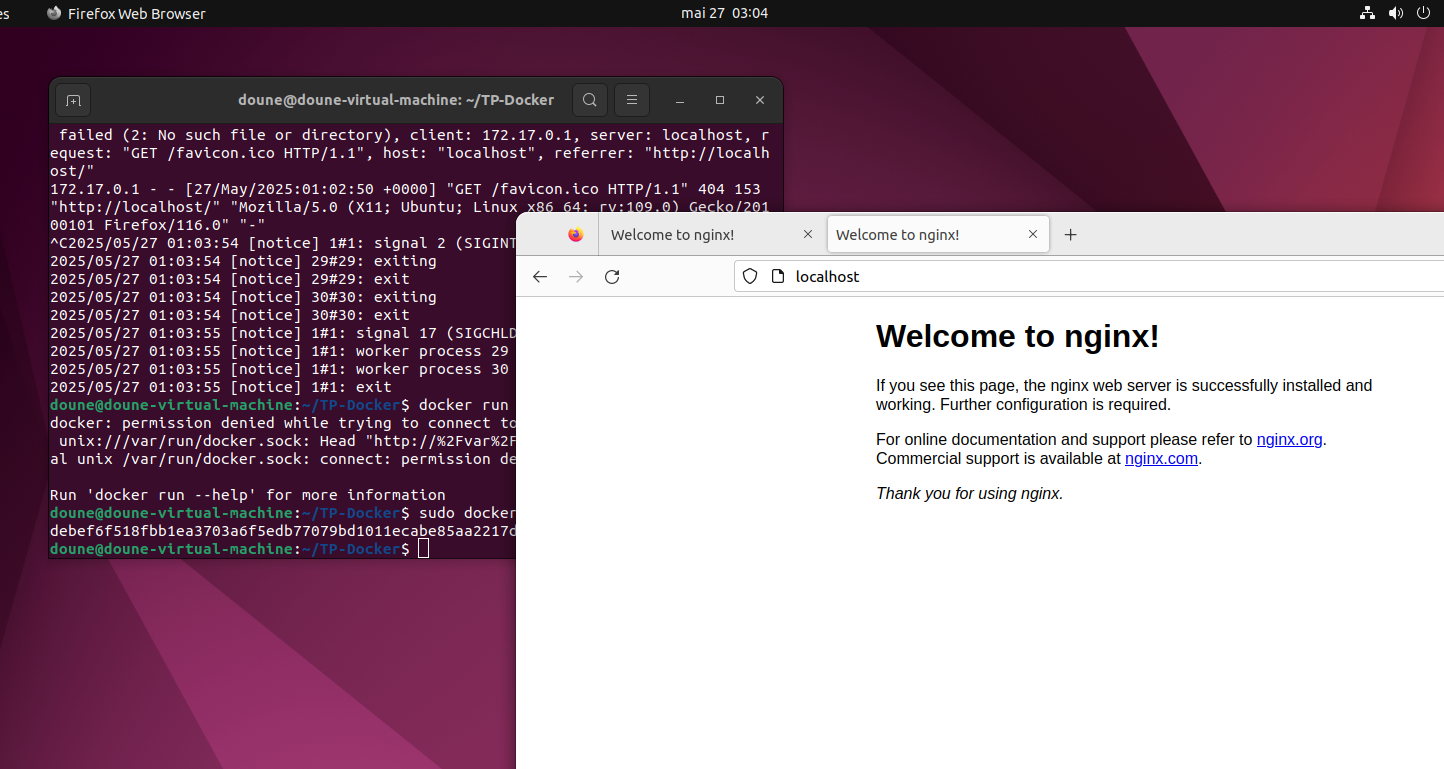 es
Firefox Web Browser
mai 27 03:04
doune@doune-virtual-machine: ~/TP-Docker
failed (2: No such file or directory), client: 172.17.0.1, server: localhost, r
equest: "GET /favicon.ico HTTP/1.1", host: "localhost", referrer: "http://localh
ost/"
172.17.0.1 - - [27/May/2025:01:02:50 +0000] "GET /favicon.ico HTTP/1.1" 404 153
"http://localhost/" "Mozilla/5.0 (X11; Ubuntu; Linux x86_64; rv:109.0) Gecko/201
00101 Firefox/116.0" "-"
^C2025/05/27 01:03:54 [notice] 1#1: signal 2 (SIGINT
2025/05/27 01:03:54 [notice] 29#29: exiting
2025/05/27 01:03:54 [notice] 29#29: exit
2025/05/27 01:03:54 [notice] 30#30: exiting
2025/05/27 01:03:54 [notice] 30#30: exit
2025/05/27 01:03:55 [notice] 1#1: signal 17 (SIGCHLD
2025/05/27 01:03:55 [notice] 1#1: worker process 29
2025/05/27 01:03:55 [notice] 1#1: worker process 30
2025/05/27 01:03:55 [notice] 1#1: exit
doune@doune-virtual-machine:~/TP-Docker$ docker run
docker: permission denied while trying to connect to
unix:///var/run/docker.sock: Head "http://%2Fvar%2F
al unix /var/run/docker.sock: connect: permission de
Run 'docker run --help' for more information
doune@doune-virtual-machine:~/TP-Docker$ sudo docker
debef6f518fbb1ea3703a6f5edb77079bd1011ecabe85aa2217d
doune@doune-virtual-machine:~/TP-Docker$
Welcome to nginx!
Welcome to nginx!
localhost
Welcome to nginx!
If you see this page, the nginx web server is successfully installed and
working. Further configuration is required.
For online documentation and support please refer to nginx.org.
Commercial support is available at nginx.com.
Thank you for using nginx.